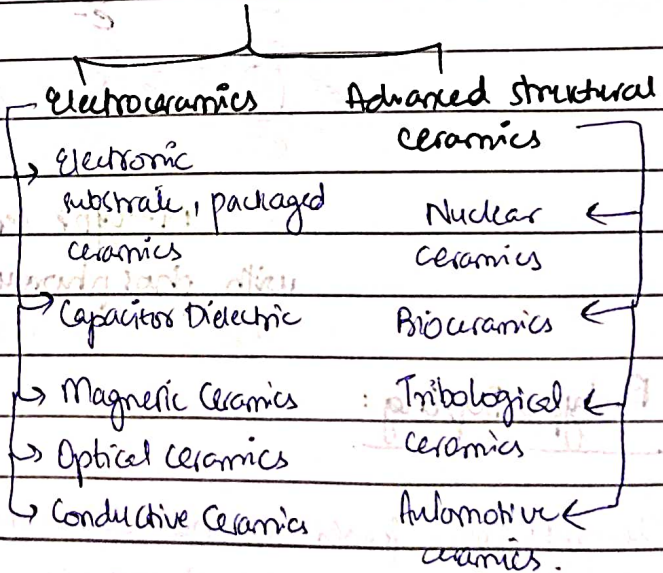 Electroceramics
Electronic
substrate, packaged
ceramics
Capacitor Dielectric
Magnetic Ceramics
Optical Ceramics
Conductive Ceramics
Advanced structural
ceramics
Nuclear
ceramics
Bioceramics
Tribological
ceramics
Automotive
ceramics.